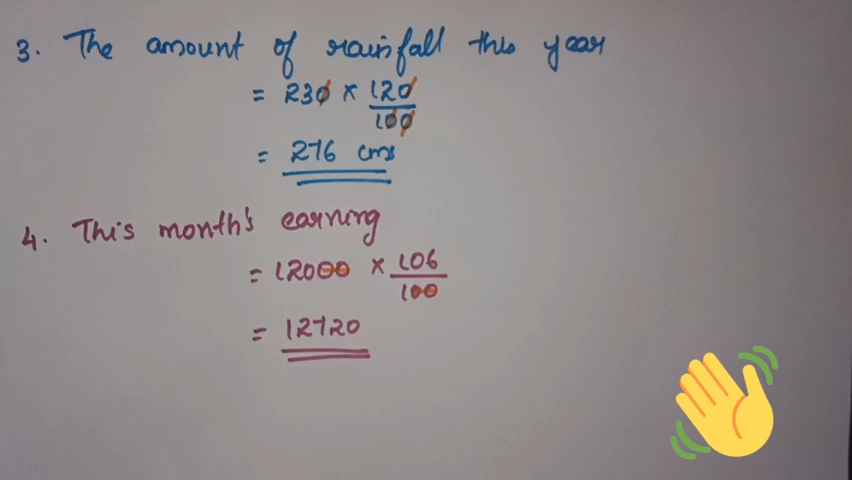 3. The amount of rainfall this year
= 230 × 120/100
= 276 cms
4. This month's earning
= 12000 × 106/100
= 12720